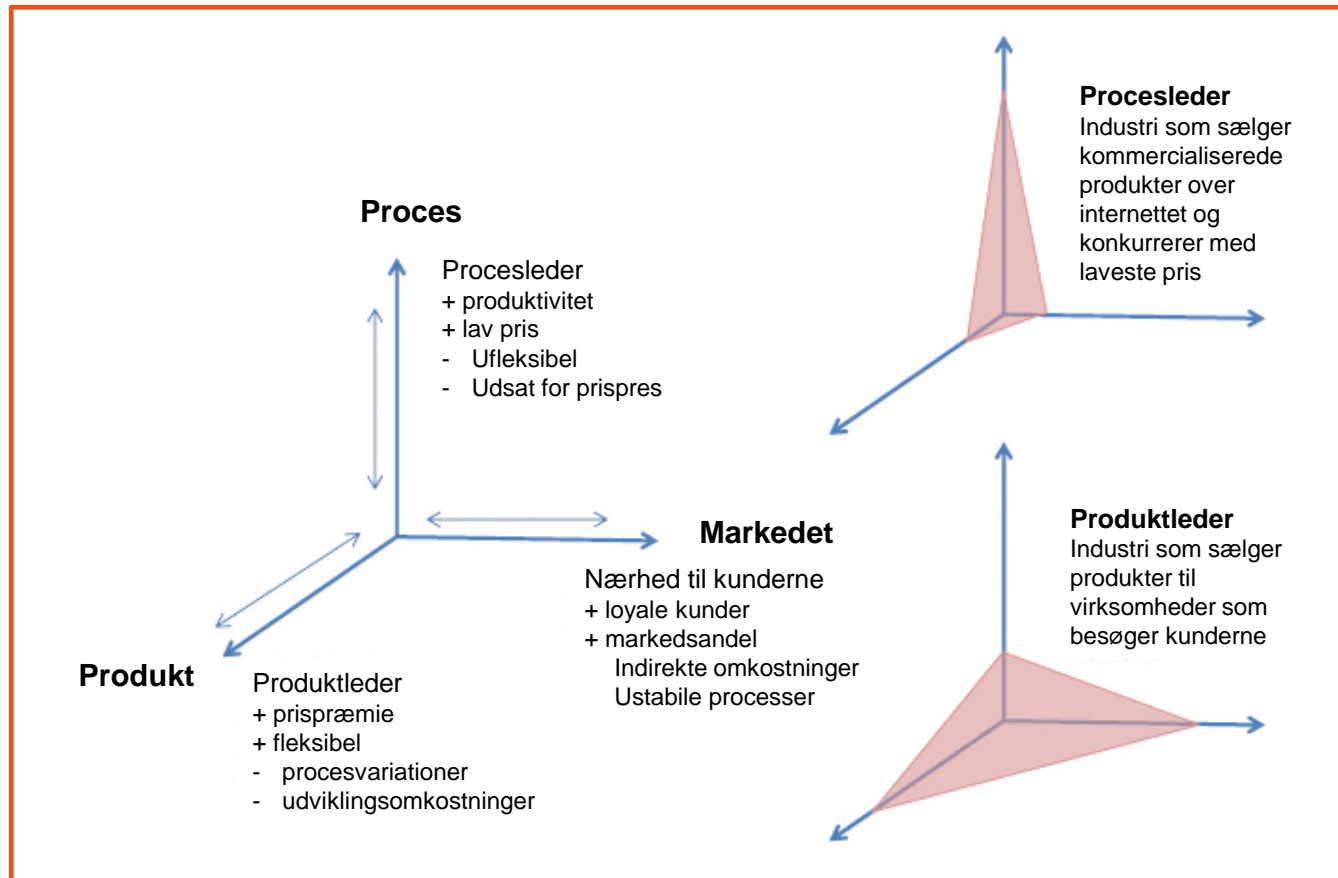 Proces
Procesleder
+ produktivitet
+ lav pris
- Ufleksibel
- Udsat for prispres
Markedet
Nærhed til kunderne
+ loyale kunder
+ markedsandel
Indirekte omkostninger
Ustabile processer
Produkt
Produktleder
+ prispræmie
+ fleksibel
- procesvariationer
- udviklingsomkostninger
Procesleder
Industri som sælger
kommercialiserede
produkter over
internettet og
konkurrerer med
laveste pris
Produktleder
Industri som sælger
produkter til
virksomheder som
besøger kunderne